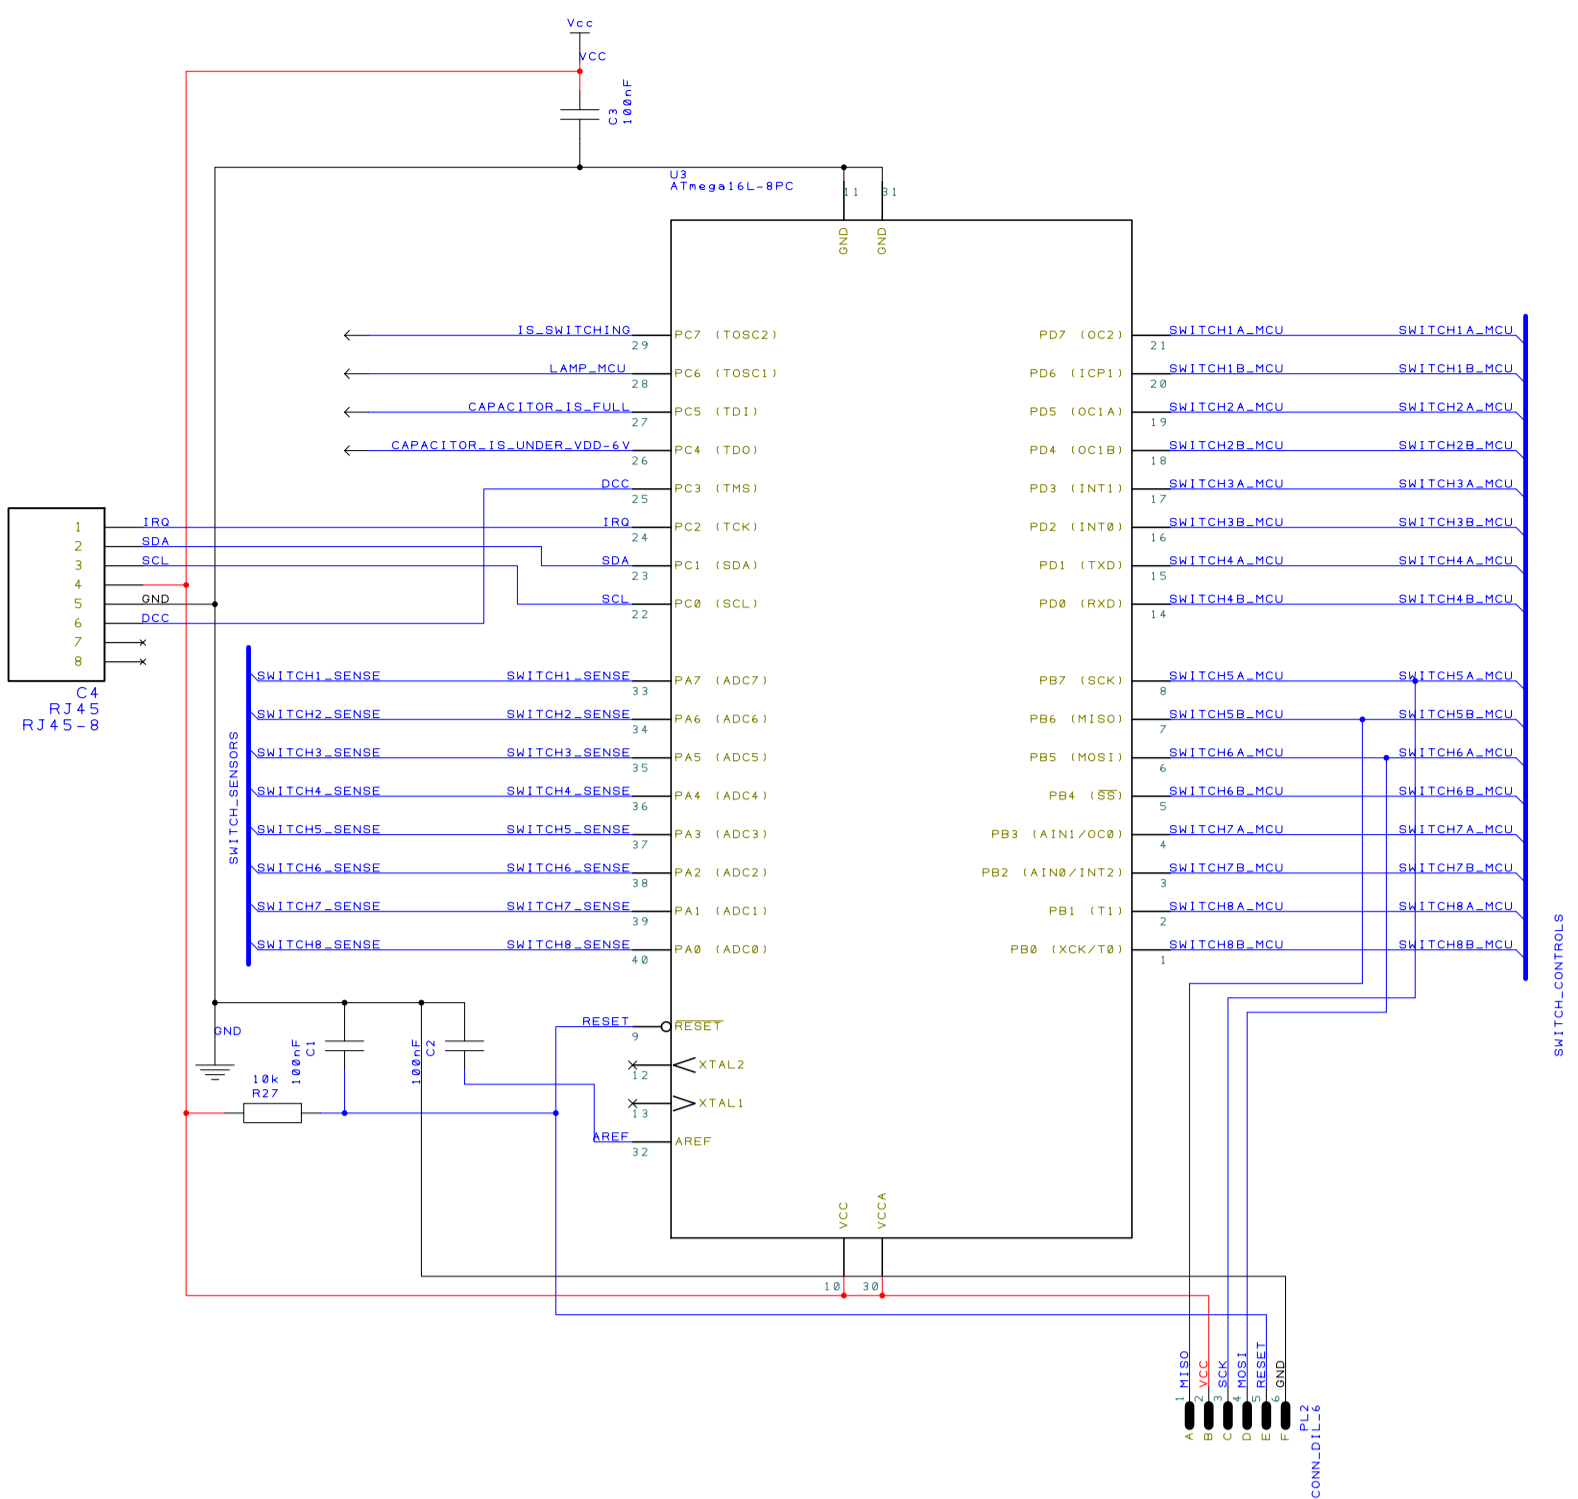 Vcc
VCC
C3
100nF
U3
ATmega16L-8PC
11
31
GND
GND
IS_SWITCHING
29
PC7 (TOSC2)
LAMP_MCU
28
PC6 (TOSC1)
CAPACITOR_IS_FULL
27
PC5 (TDI)
CAPACITOR_IS_UNDER_VDD-6V
26
PC4 (TDO)
DCC
25
PC3 (TMS)
IRQ
24
PC2 (TCK)
SDA
23
PC1 (SDA)
SCL
22
PC0 (SCL)
1
IRQ
2
SDA
3
SCL
4
5
GND
6
DCC
7
8
C4
RJ45
RJ45-8
SWITCH_SENSORS
SWITCH1_SENSE
SWITCH1_SENSE
33
PA7 (ADC7)
SWITCH2_SENSE
SWITCH2_SENSE
34
PA6 (ADC6)
SWITCH3_SENSE
SWITCH3_SENSE
35
PA5 (ADC5)
SWITCH4_SENSE
SWITCH4_SENSE
36
PA4 (ADC4)
SWITCH5_SENSE
SWITCH5_SENSE
37
PA3 (ADC3)
SWITCH6_SENSE
SWITCH6_SENSE
38
PA2 (ADC2)
SWITCH7_SENSE
SWITCH7_SENSE
39
PA1 (ADC1)
SWITCH8_SENSE
SWITCH8_SENSE
40
PA0 (ADC0)
RESET
9
RESET
12
XTAL2
13
XTAL1
AREF
32
AREF
GND
100nF
C1
100nF
C2
10k
R27
PD7 (OC2)
21
SWITCH1A_MCU
SWITCH1A_MCU
PD6 (ICP1)
20
SWITCH1B_MCU
SWITCH1B_MCU
PD5 (OC1A)
19
SWITCH2A_MCU
SWITCH2A_MCU
PD4 (OC1B)
18
SWITCH2B_MCU
SWITCH2B_MCU
PD3 (INT1)
17
SWITCH3A_MCU
SWITCH3A_MCU
PD2 (INT0)
16
SWITCH3B_MCU
SWITCH3B_MCU
PD1 (TXD)
15
SWITCH4A_MCU
SWITCH4A_MCU
PD0 (RXD)
14
SWITCH4B_MCU
SWITCH4B_MCU
PB7 (SCK)
8
SWITCH5A_MCU
SWITCH5A_MCU
PB6 (MISO)
7
SWITCH5B_MCU
SWITCH5B_MCU
PB5 (MOSI)
6
SWITCH6A_MCU
SWITCH6A_MCU
PB4 (SS)
5
SWITCH6B_MCU
SWITCH6B_MCU
PB3 (AIN1/OC0)
4
SWITCH7A_MCU
SWITCH7A_MCU
PB2 (AIN0/INT2)
3
SWITCH7B_MCU
SWITCH7B_MCU
PB1 (T1)
2
SWITCH8A_MCU
SWITCH8A_MCU
PB0 (XCK/T0)
1
SWITCH8B_MCU
SWITCH8B_MCU
SWITCH_CONTROLS
VCC
VCCA
10
30
MISO
VCC
SCK
MOSI
RESET
GND
1
2
3
4
5
6
A
B
C
D
E
F
PL2
CONN_DIL_6